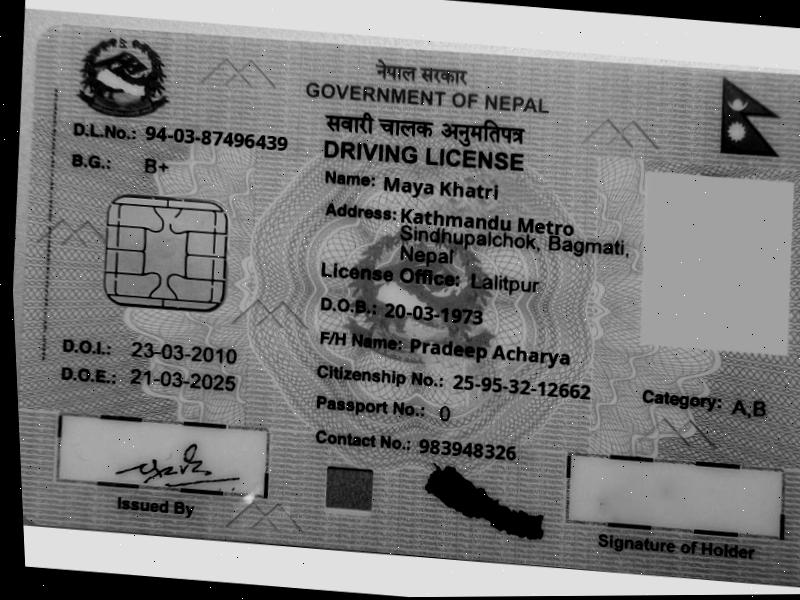 नेपाल सरकार
GOVERNMENT OF NEPAL
सवारी चालक अनुमतिपत्र
DRIVING LICENSE
D.L.No.: 94-03-87496439
B.G.: B+
Name: Maya Khatri
Address: Kathmandu Metro
Sindhupalchok, Bagmati,
Nepal
License Office: Lalitpur
D.O.B.: 20-03-1973
F/H Name: Pradeep Acharya
D.O.I.: 23-03-2010
D.O.E.: 21-03-2025
Citizenship No.: 25-95-32-12662
Category: A,B
Passport No.: 0
Contact No.: 983948326
Issued By
Signature of Holder